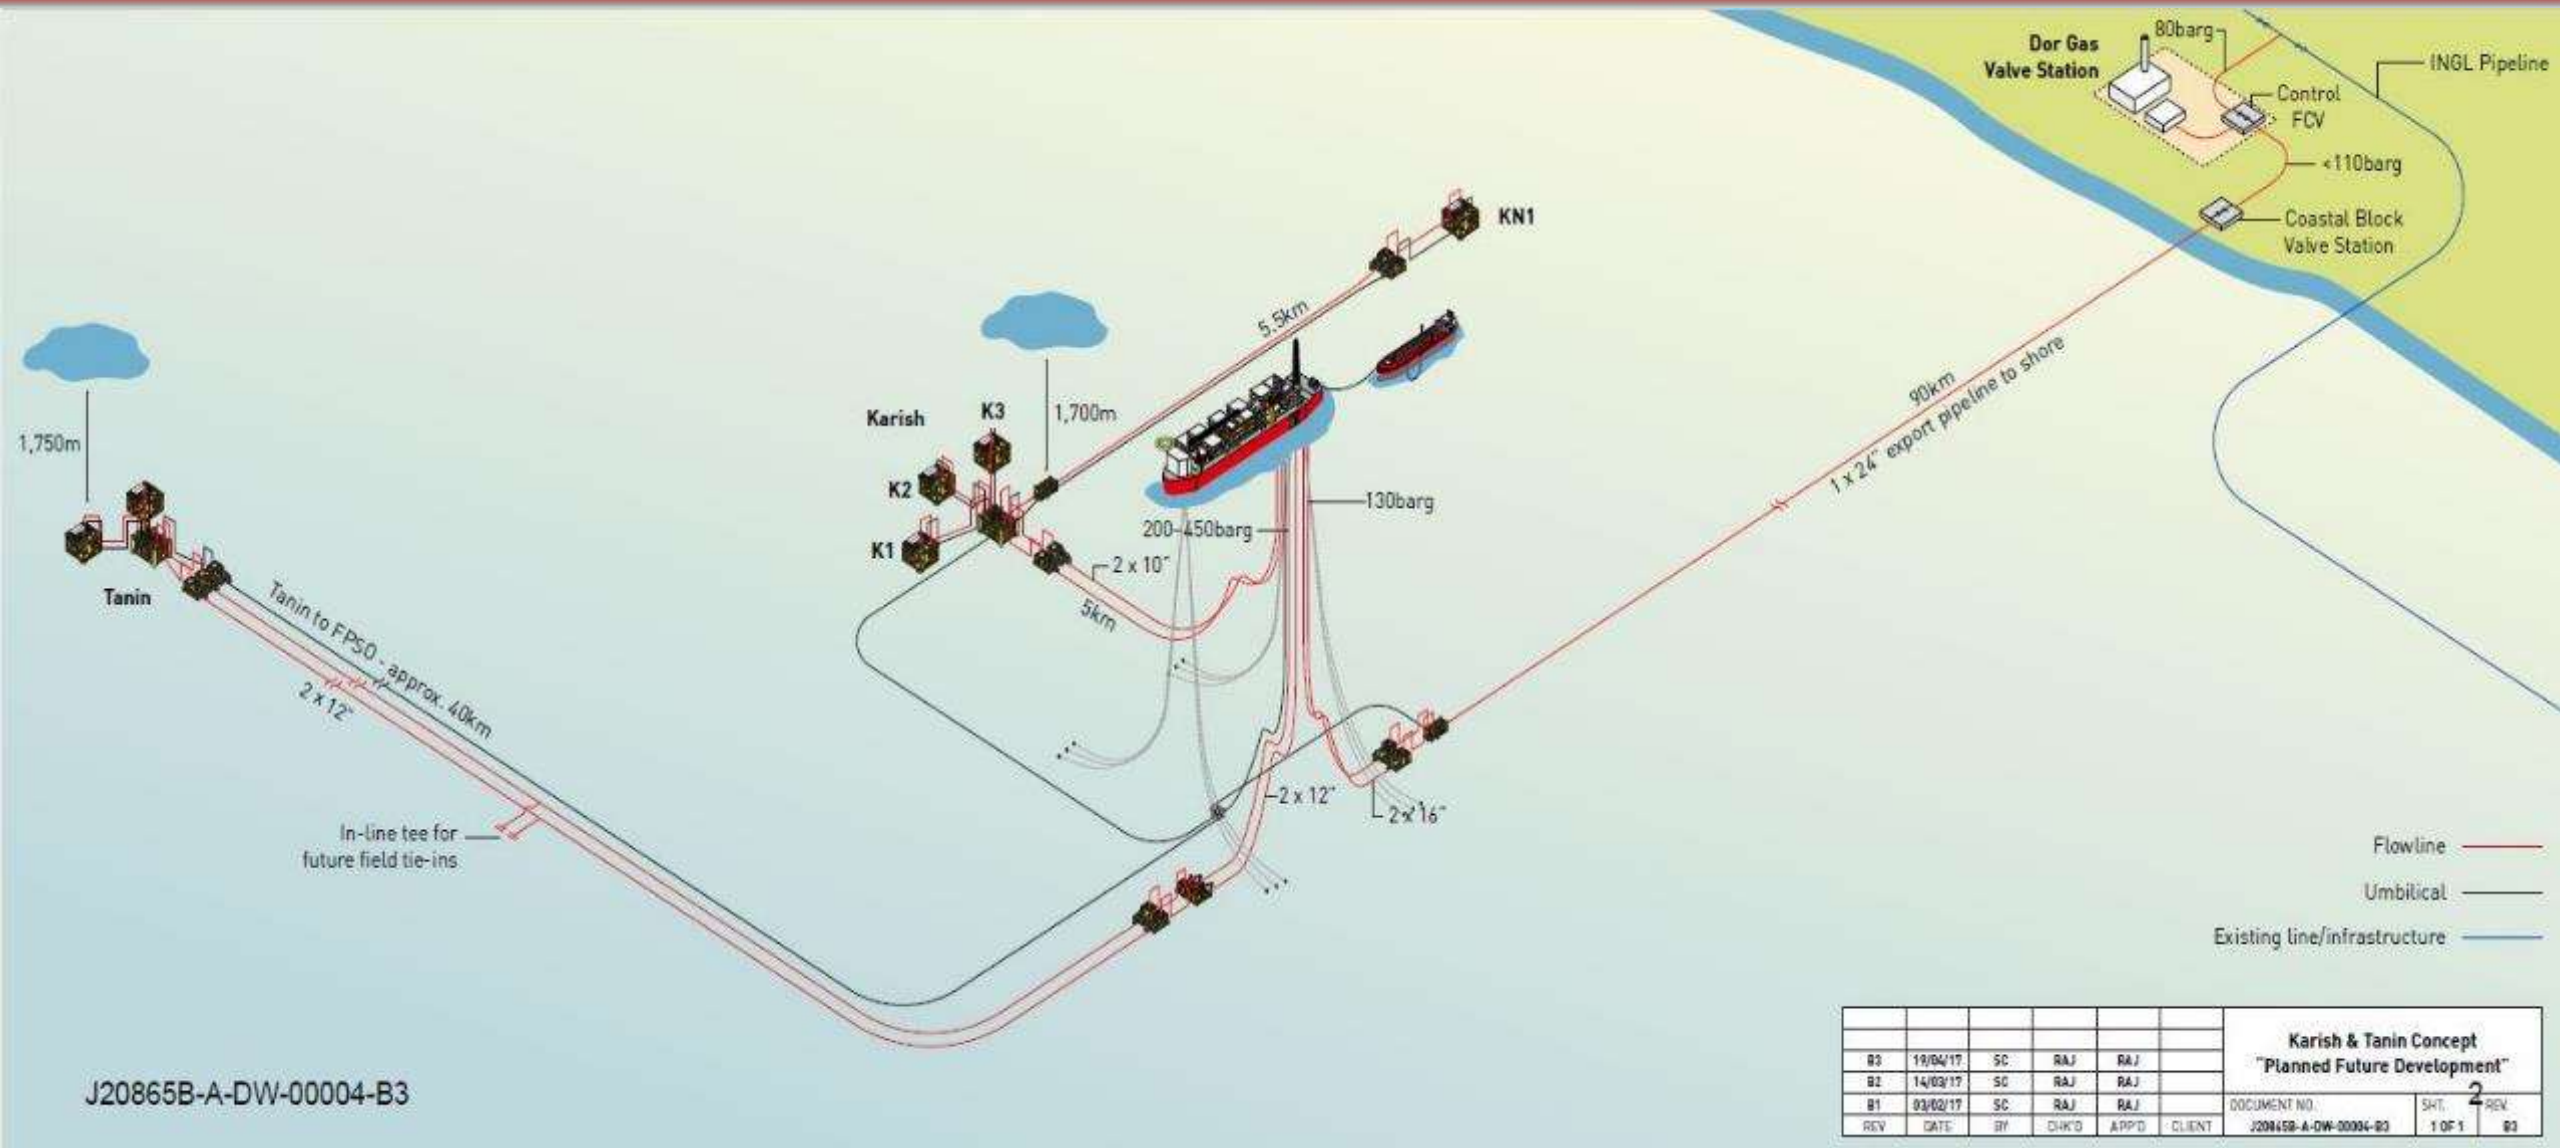 Dor Gas
Valve Station
80barg
INGL Pipeline
Control
FCV
<110barg
Coastal Block
Valve Station
KN1
5.5km
1,700m
Karish
K3
K2
K1
1,750m
Tanin
90km
1 x 24" export pipeline to shore
130barg
200-450barg
2 x 10"
5km
Tanin to FPSO - approx. 40km
2 x 12"
2 x 12"
2 x 16"
In-line tee for
future field tie-ins
Flowline
Umbilical
Existing line/infrastructure
J20865B-A-DW-00004-B3
Karish & Tanin Concept
"Planned Future Development"
2
B3 19/04/17 SC RAJ RAJ
B2 14/03/17 SC RAJ RAJ
B1 03/02/17 SC RAJ RAJ
REV DATE BY CHK'D APP'D CLIENT
DOCUMENT NO. SHT. REV.
J20865B-A-DW-00004-B3 1 OF 1 B3